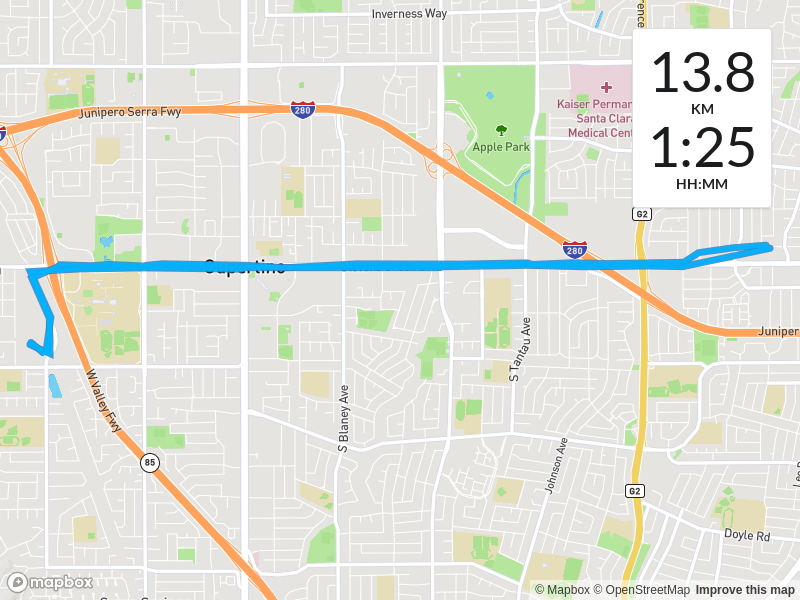 Inverness Way
13.8
KM
1:25
HH:MM
Junipero Serra Fwy
280
Kaiser Perman
Santa Clara
Medical Cent
Apple Park
G2
280
Cupertino
Juniper
S Tantau Ave
W Valley Fwy
S Blaney Ave
85
Johnson Ave
G2
Doyle Rd
mapbox
© Mapbox © OpenStreetMap Improve this map